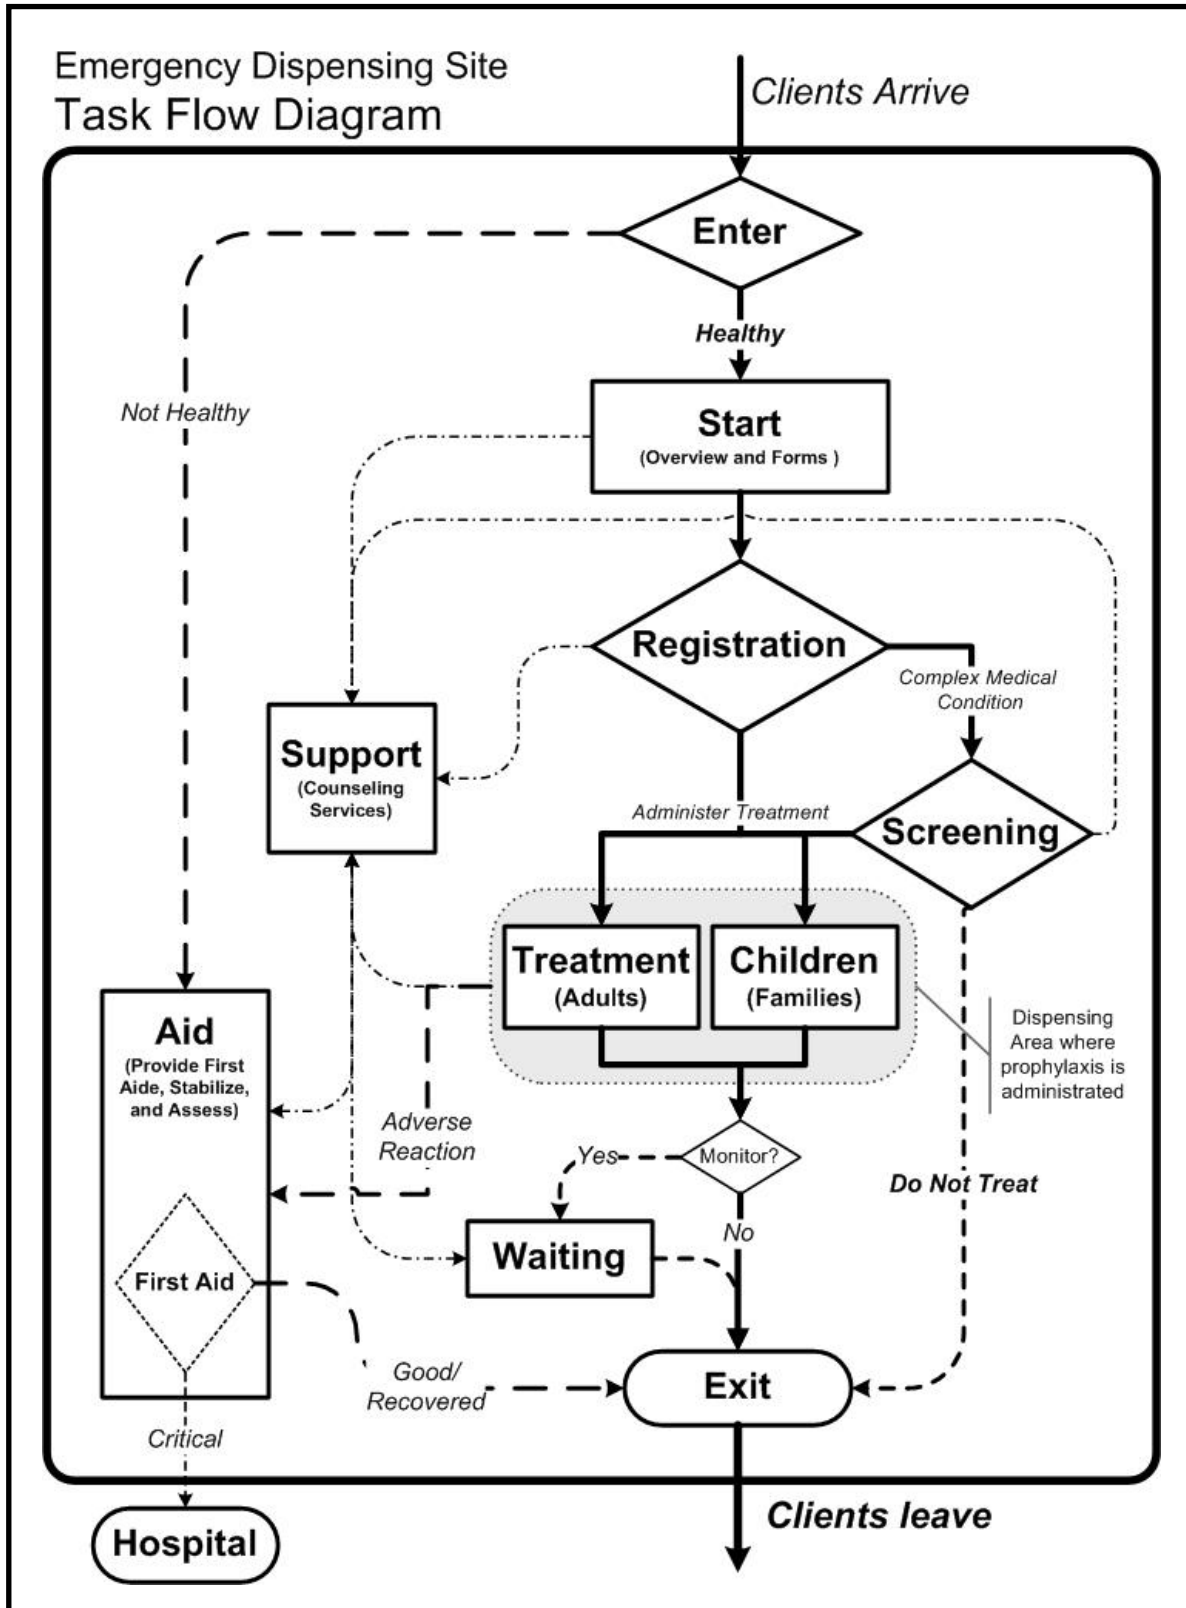 Emergency Dispensing Site
Task Flow Diagram
Clients Arrive
Enter
Healthy
Not Healthy
Start
(Overview and Forms )
Registration
Complex Medical
Condition
Support
(Counseling
Services)
Administer Treatment
Screening
Treatment
(Adults)
Children
(Families)
Dispensing
Area where
prophylaxis is
administrated
Aid
(Provide First
Aide, Stabilize,
and Assess)
Adverse
Reaction
Yes
Monitor?
Do Not Treat
No
Waiting
First Aid
Good/
Recovered
Exit
Critical
Clients leave
Hospital